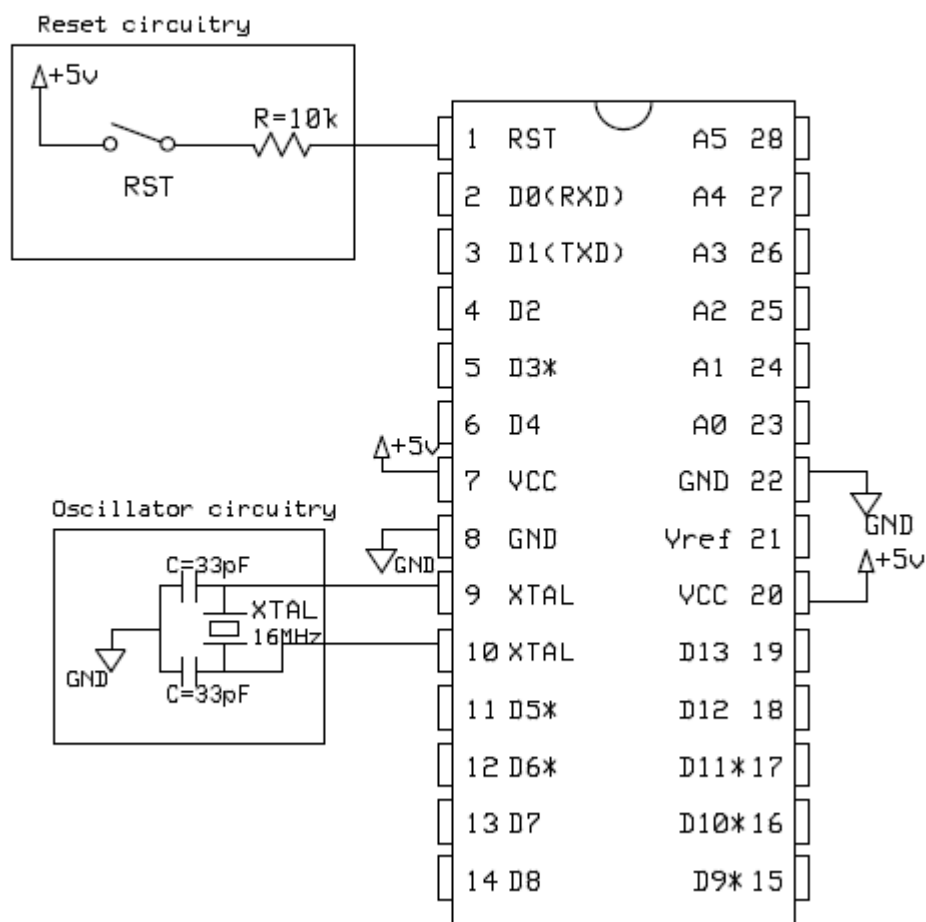 Reset circuitry
+5v
R=10k
RST
1 RST A5 28
2 D0(RXD) A4 27
3 D1(TXD) A3 26
4 D2 A2 25
5 D3* A1 24
6 D4 A0 23
+5v
7 VCC GND 22
GND
8 GND Vref 21
GND
+5v
9 XTAL VCC 20
10 XTAL D13 19
11 D5* D12 18
12 D6* D11* 17
13 D7 D10* 16
14 D8 D9* 15
Oscillator circuitry
C=33pF
XTAL
16MHz
GND
C=33pF